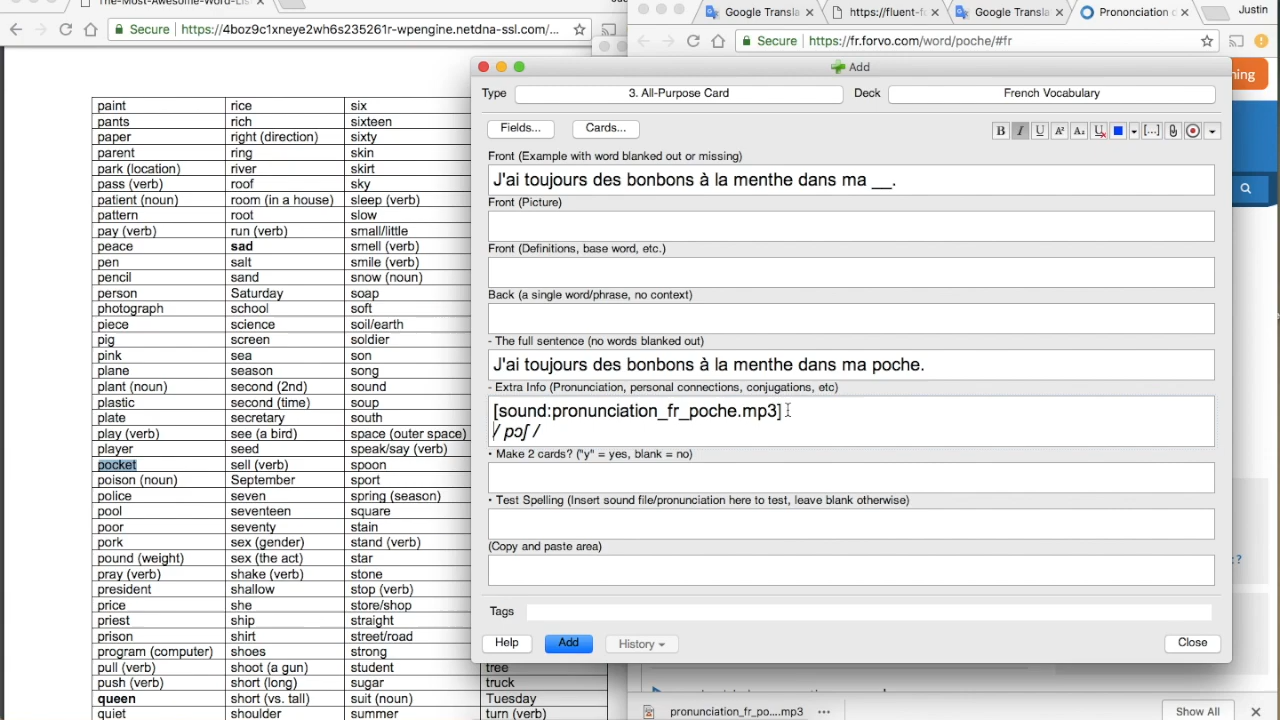 The-Most-Awesome-Word-Lis
Google Transla
https://fluent-f
Google Transla
Prononciation d
Justin
Secure https://4boz9c1xneye2wh6s235261r-wpengine.netdna-ssl.com/...
Secure https://fr.forvo.com/word/poche/#fr
paint rice six
pants rich sixteen
paper right (direction) sixty
parent ring skin
park (location) river skirt
pass (verb) roof sky
patient (noun) room (in a house) sleep (verb)
pattern root slow
pay (verb) run (verb) small/little
peace sad smell (verb)
pen salt smile (verb)
pencil sand snow (noun)
person Saturday soap
photograph school soft
piece science soil/earth
pig screen soldier
pink sea son
plane season song
plant (noun) second (2nd) sound
plastic second (time) soup
plate secretary south
play (verb) see (a bird) space (outer space)
player seed speak/say (verb)
pocket sell (verb) spoon
poison (noun) September sport
police seven spring (season)
pool seventeen square
poor seventy stain
pork sex (gender) stand (verb)
pound (weight) sex (the act) star
pray (verb) shake (verb) stone
president shallow stop (verb)
price she store/shop
priest ship straight
prison shirt street/road
program (computer) shoes strong
pull (verb) shoot (a gun) student tree
push (verb) short (long) sugar truck
queen short (vs. tall) suit (noun) Tuesday
quiet shoulder summer turn (verb)
Add
Type 3. All-Purpose Card Deck French Vocabulary
Fields... Cards...
B I U A² A₂ U [...]
Front (Example with word blanked out or missing)
J'ai toujours des bonbons à la menthe dans ma __.
Front (Picture)
Front (Definitions, base word, etc.)
Back (a single word/phrase, no context)
- The full sentence (no words blanked out)
J'ai toujours des bonbons à la menthe dans ma poche.
- Extra Info (Pronunciation, personal connections, conjugations, etc)
[sound:pronunciation_fr_poche.mp3]
/ pɔʃ /
• Make 2 cards? ("y" = yes, blank = no)
• Test Spelling (Insert sound file/pronunciation here to test, leave blank otherwise)
(Copy and paste area)
Tags
Help Add History Close
ning
?
pronunciation_fr_po....mp3
Show All